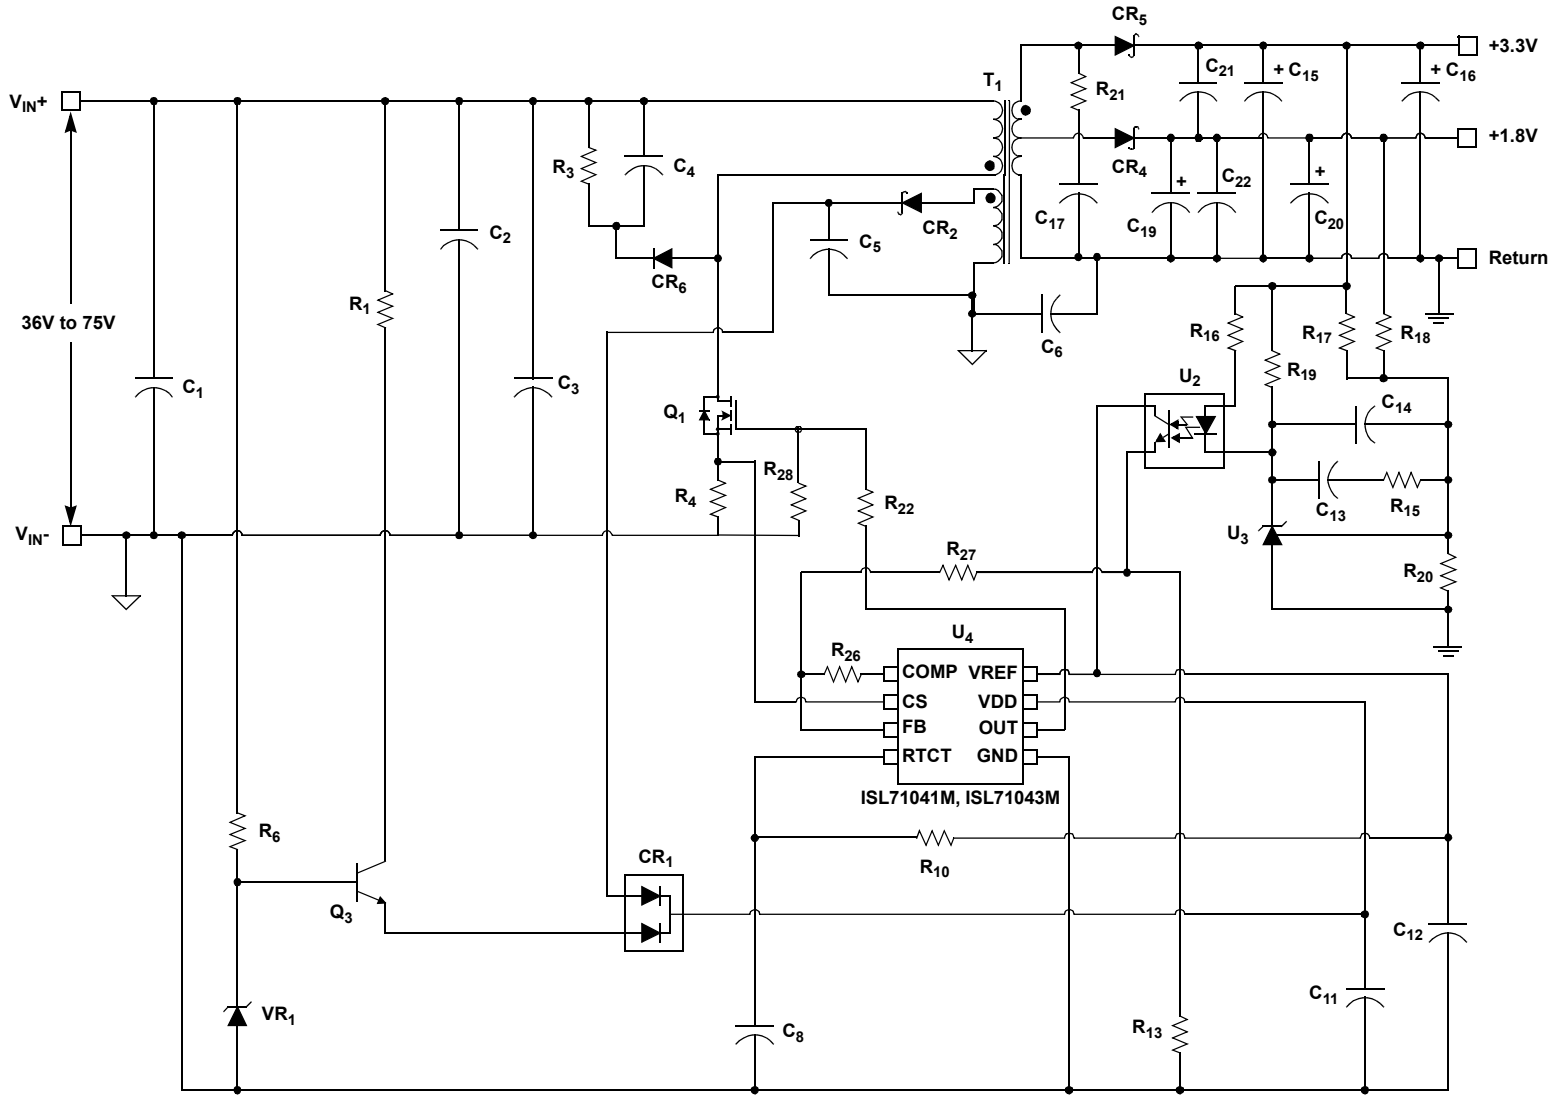 CR5
+3.3V
C21
+ C15
+ C16
T1
R21
VIN+
+1.8V
CR4
R3
C4
C22
+
+
C17
C19
C20
CR2
C2
C5
Return
CR6
R1
36V to 75V
R16
R17
R18
C6
R19
U2
C1
C3
C14
Q1
R28
R4
R22
C13
R15
VIN-
U3
R27
R20
U4
R26
COMP VREF
CS VDD
FB OUT
RTCT GND
ISL71041M, ISL71043M
R6
CR1
R10
Q3
C12
C11
VR1
C8
R13